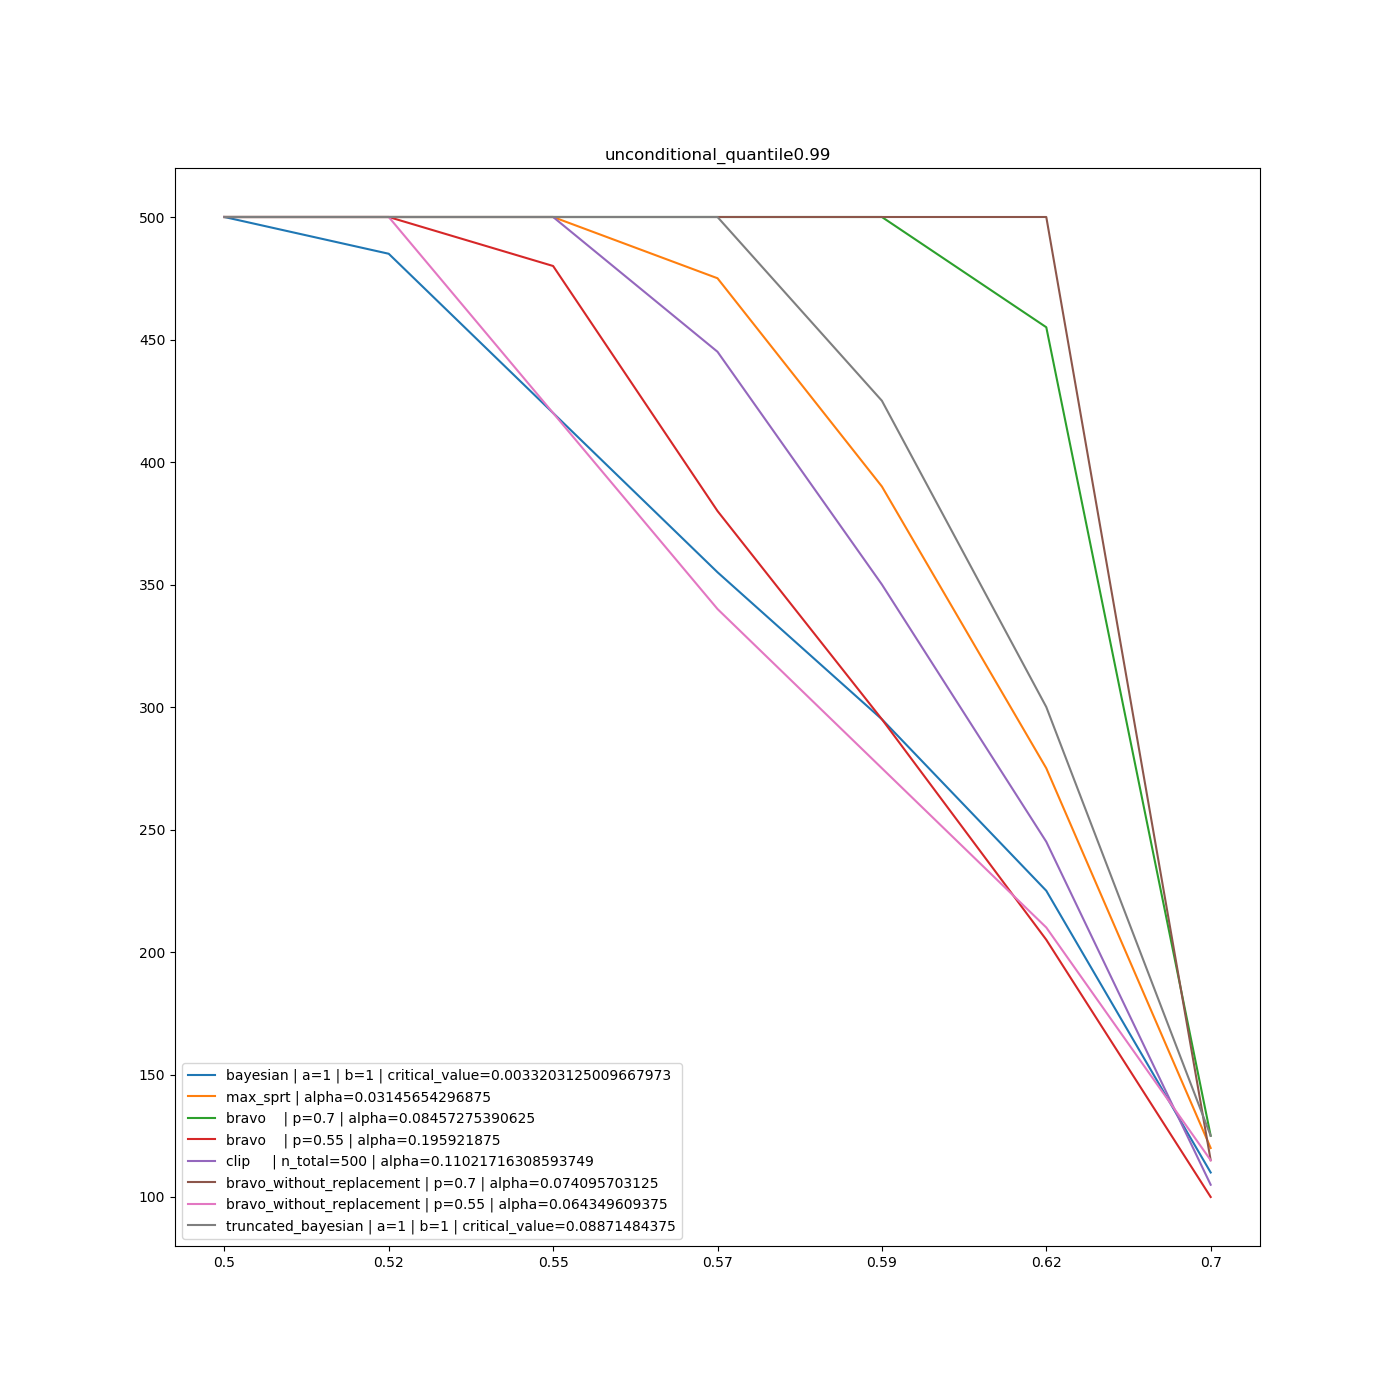 unconditional_quantile0.99
500
450
400
350
300
250
200
150
100
bayesian | a=1 | b=1 | critical_value=0.0033203125009667973
max_sprt | alpha=0.03145654296875
bravo    | p=0.7 | alpha=0.08457275390625
bravo    | p=0.55 | alpha=0.195921875
clip     | n_total=500 | alpha=0.11021716308593749
bravo_without_replacement | p=0.7 | alpha=0.074095703125
bravo_without_replacement | p=0.55 | alpha=0.064349609375
truncated_bayesian | a=1 | b=1 | critical_value=0.08871484375
0.5 0.52 0.55 0.57 0.59 0.62 0.7